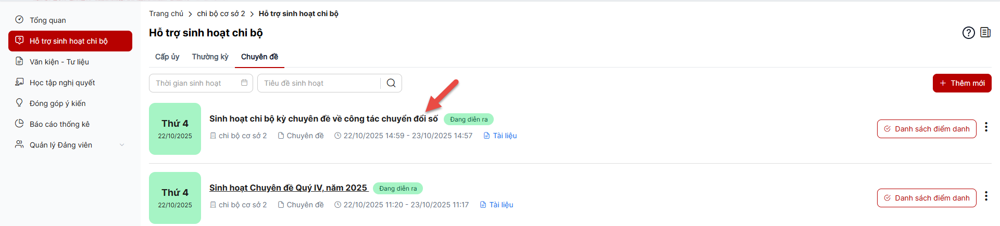 Tổng quan
Hỗ trợ sinh hoạt chi bộ
Văn kiện - Tư liệu
Học tập nghị quyết
Đóng góp ý kiến
Báo cáo thống kê
Quản lý Đảng viên
Trang chủ > chi bộ cơ sở 2 > Hỗ trợ sinh hoạt chi bộ
Hỗ trợ sinh hoạt chi bộ
Cấp ủy Thường kỳ Chuyên đề
Thời gian sinh hoạt Tiêu đề sinh hoạt + Thêm mới
Thứ 4
22/10/2025
Sinh hoạt chi bộ kỳ chuyên đề về công tác chuyển đổi số Đang diễn ra
chi bộ cơ sở 2 Chuyên đề 22/10/2025 14:59 - 23/10/2025 14:57 Tài liệu
Danh sách điểm danh
Thứ 4
22/10/2025
Sinh hoạt Chuyên đề Quý IV, năm 2025 Đang diễn ra
chi bộ cơ sở 2 Chuyên đề 22/10/2025 11:20 - 23/10/2025 11:17 Tài liệu
Danh sách điểm danh